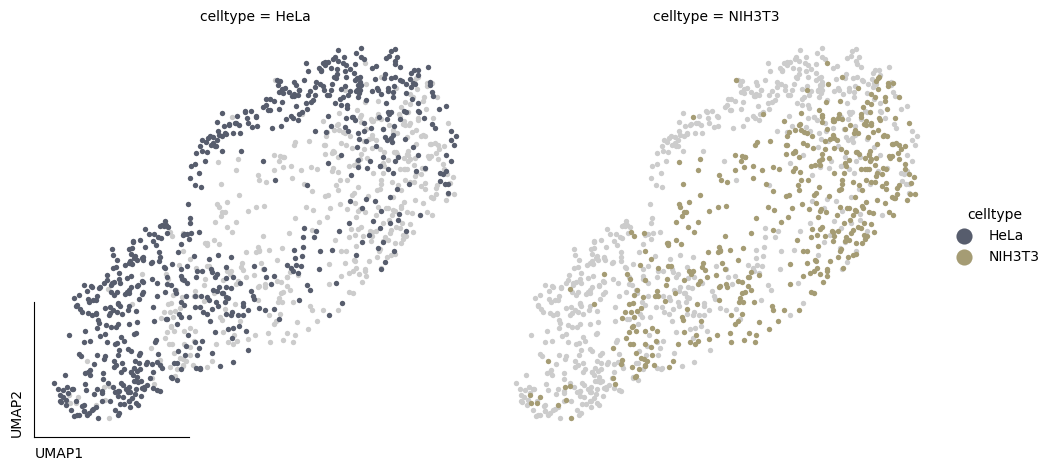 celltype = HeLa
celltype = NIH3T3
celltype
HeLa
NIH3T3
UMAP2
UMAP1